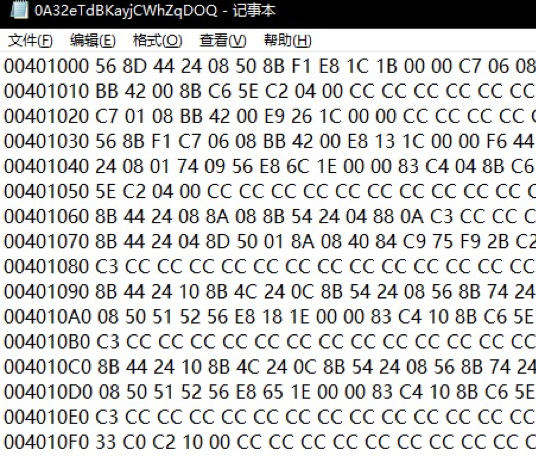 0A32eTdBKayjCWhZqDOQ - 记事本
文件(F) 编辑(E) 格式(O) 查看(V) 帮助(H)
00401000 56 8D 44 24 08 50 8B F1 E8 1C 1B 00 00 C7 06 08
00401010 BB 42 00 8B C6 5E C2 04 00 CC CC CC CC CC CC CC
00401020 C7 01 08 BB 42 00 E9 26 1C 00 00 CC CC CC CC
00401030 56 8B F1 C7 06 08 BB 42 00 E8 13 1C 00 00 F6 44
00401040 24 08 01 74 09 56 E8 6C 1E 00 00 83 C4 04 8B C6
00401050 5E C2 04 00 CC CC CC CC CC CC CC CC CC CC CC
00401060 8B 44 24 08 8A 08 8B 54 24 04 88 0A C3 CC CC
00401070 8B 44 24 04 8D 50 01 8A 08 40 84 C9 75 F9 2B C2
00401080 C3 CC CC CC CC CC CC CC CC CC CC CC CC CC CC
00401090 8B 44 24 10 8B 4C 24 0C 8B 54 24 08 56 8B 74 24
004010A0 08 50 51 52 56 E8 18 1E 00 00 83 C4 10 8B C6 5E
004010B0 C3 CC CC CC CC CC CC CC CC CC CC CC CC CC CC
004010C0 8B 44 24 10 8B 4C 24 0C 8B 54 24 08 56 8B 74 24
004010D0 08 50 51 52 56 E8 65 1E 00 00 83 C4 10 8B C6 5E
004010E0 C3 CC CC CC CC CC CC CC CC CC CC CC CC CC CC
004010F0 33 C0 C2 10 00 CC CC CC CC CC CC CC CC CC CC